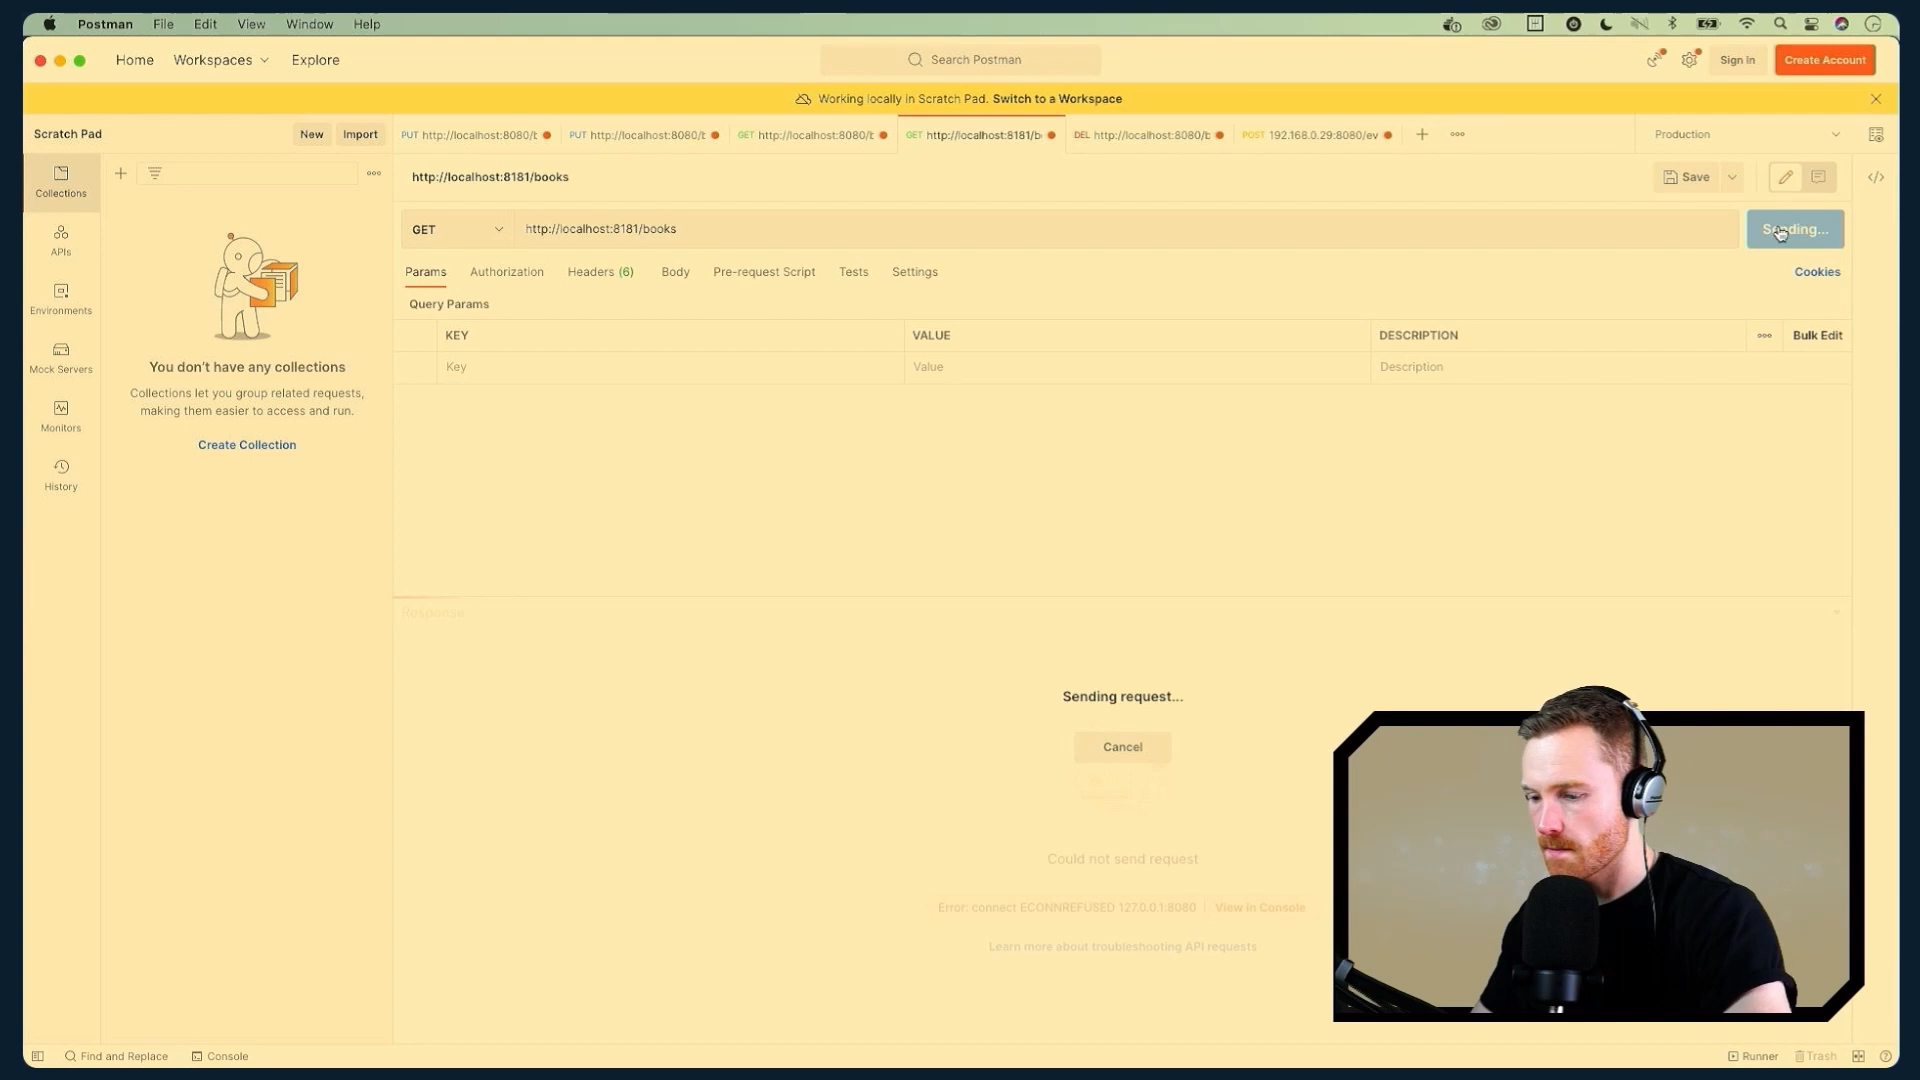 Postman File Edit View Window Help
Home Workspaces Explore
Search Postman
Sign In Create Account
Working locally in Scratch Pad. Switch to a Workspace
Scratch Pad New Import
PUT http://localhost:8080/b
PUT http://localhost:8080/b
GET http://localhost:8080/b
GET http://localhost:8181/b
DEL http://localhost:8080/b
POST 192.168.0.29:8080/ev
Production
Collections
APIs
Environments
Mock Servers
Monitors
History
You don't have any collections
Collections let you group related requests,
making them easier to access and run.
Create Collection
http://localhost:8181/books
Save
GET http://localhost:8181/books
Sending...
Params Authorization Headers (6) Body Pre-request Script Tests Settings
Cookies
Query Params
KEY VALUE DESCRIPTION Bulk Edit
Key Value Description
Response
Sending request...
Cancel
Could not send request
Error: connect ECONNREFUSED 127.0.0.1:8080 View in Console
Learn more about troubleshooting API requests
Find and Replace Console
Runner Trash